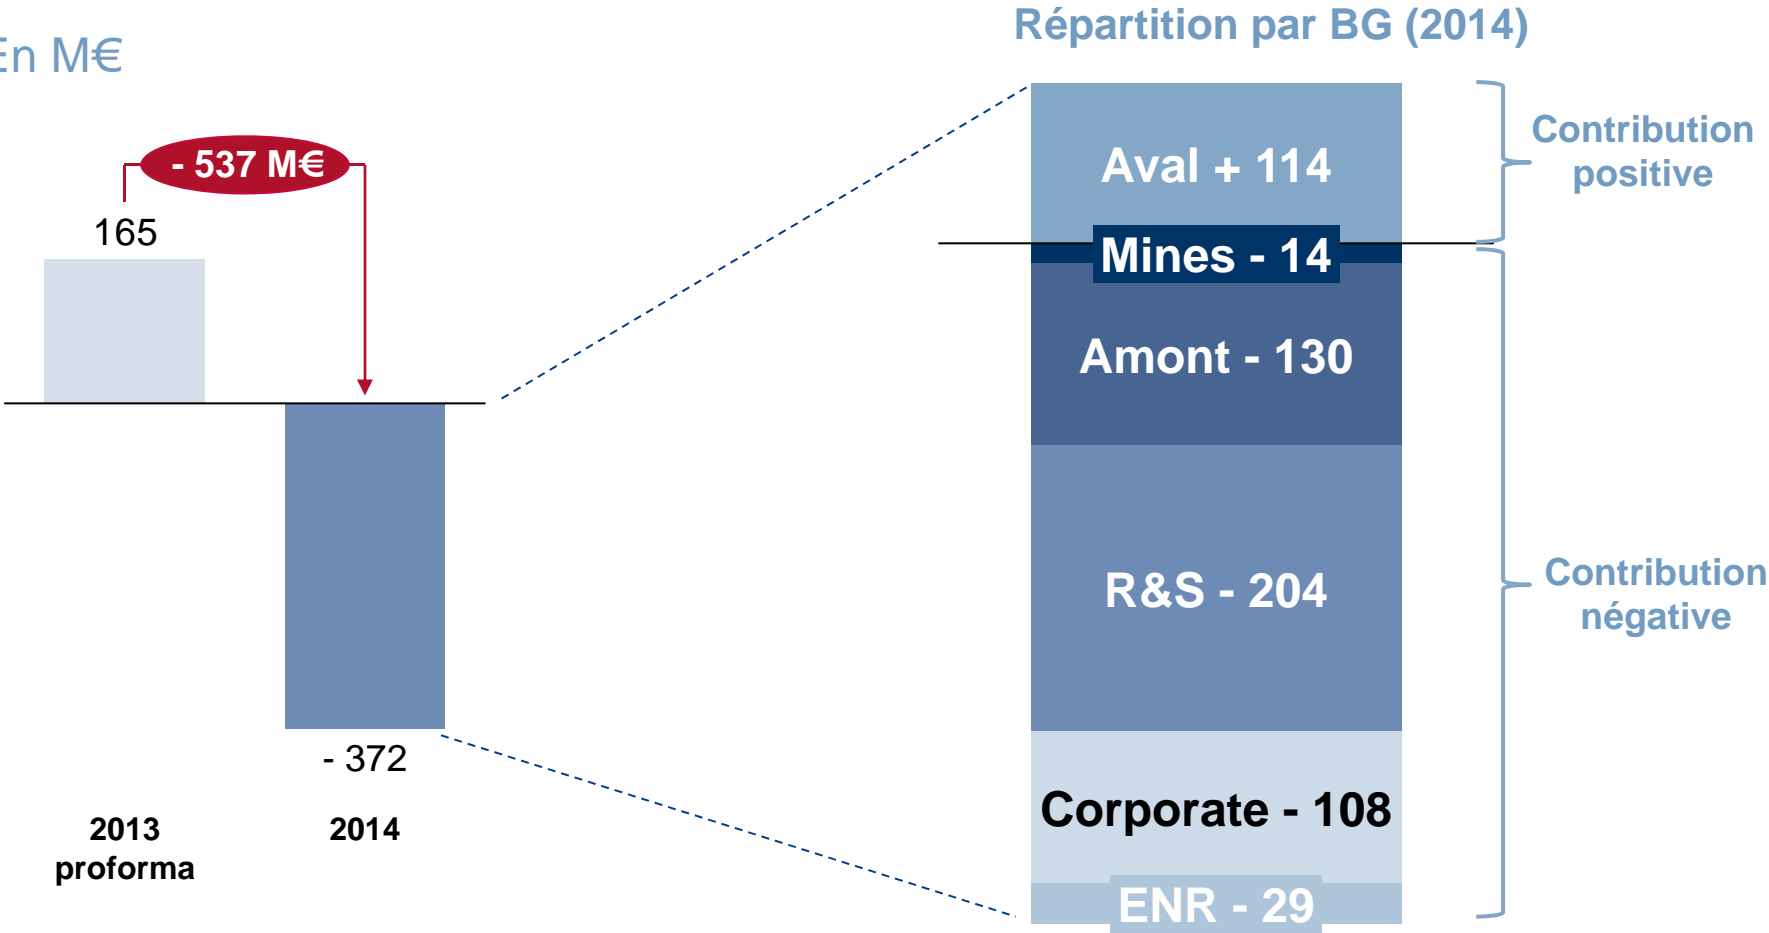 En M€
- 537 M€
165
- 372
2013
proforma
2014
Répartition par BG (2014)
Aval + 114
Mines - 14
Amont - 130
R&S - 204
Corporate - 108
ENR - 29
Contribution
positive
Contribution
négative